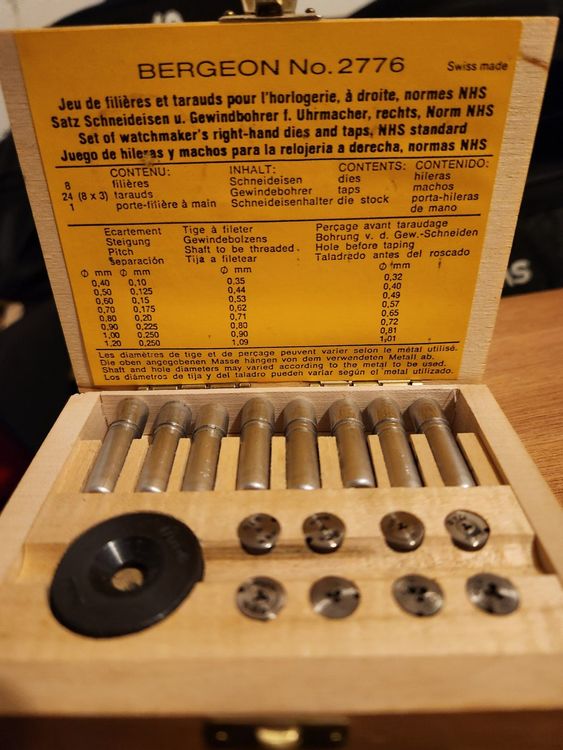 BERGEON No. 2776 Swiss made
Jeu de filières et tarauds pour l'horlogerie, à droite, normes NHS
Satz Schneideisen u. Gewindbohrer f. Uhrmacher, rechts, Norm NHS
Set of watchmaker's right-hand dies and taps, NHS standard
Juego de hileras y machos para la relojeria a derecha, normas NHS
CONTENU: INHALT: CONTENTS: CONTENIDO:
8 filières Schneiseisen dies hileras
24 (8 x 3) tarauds Gewindebohrer taps machos
1 porte-filière à main Schneiseisenhalter die stock porta-hileras
de mano
Ecartement Tige à fileter Perçage avant taraudage
Steigung Gewindebolzens Bohrung v. d. Gew.-Schneiden
Pitch Shaft to be threaded Hole before taping
separación Tija a filetear Taladrado antes del roscado
Ø mm Ø mm Ø mm Ø mm
0,40 0,10 0,35 0,32
0,50 0,125 0,44 0,40
0,60 0,15 0,53 0,49
0,70 0,175 0,62 0,57
0,80 0,20 0,71 0,65
0,90 0,225 0,80 0,72
1,00 0,250 0,90 0,81
1,20 0,250 1,09 1,01
Les diamètres de tige et de perçage peuvent varier selon le métal utilisé.
Die oben angegebonen Masse hängen von dem verwendeten Metall ab.
Shaft and hole diameters may varied according to the metal to be used.
Los diámetros de tija y del taladro pueden variar según el metal utilizado.
AS